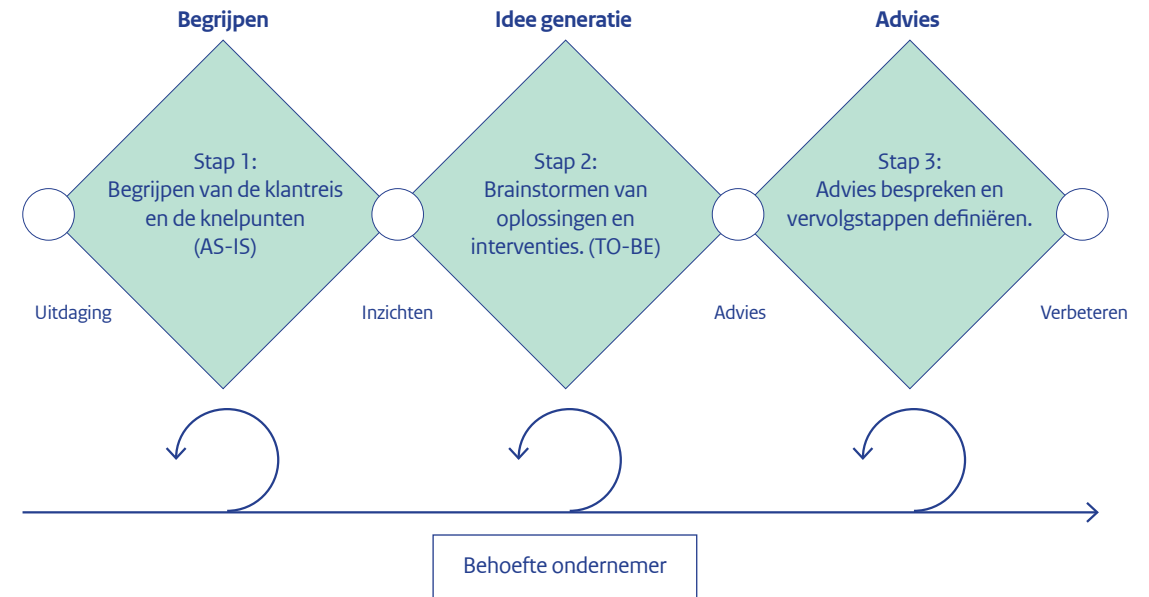 Begrijpen
Idee generatie
Advies
Stap 1:
Begrijpen van de klantreis
en de knelpunten
(AS-IS)
Stap 2:
Brainstormen van
oplossingen en
interventies. (TO-BE)
Stap 3:
Advies bespreken en
vervolgstappen definiëren.
Uitdaging
Inzichten
Advies
Verbeteren
Behoefte ondernemer